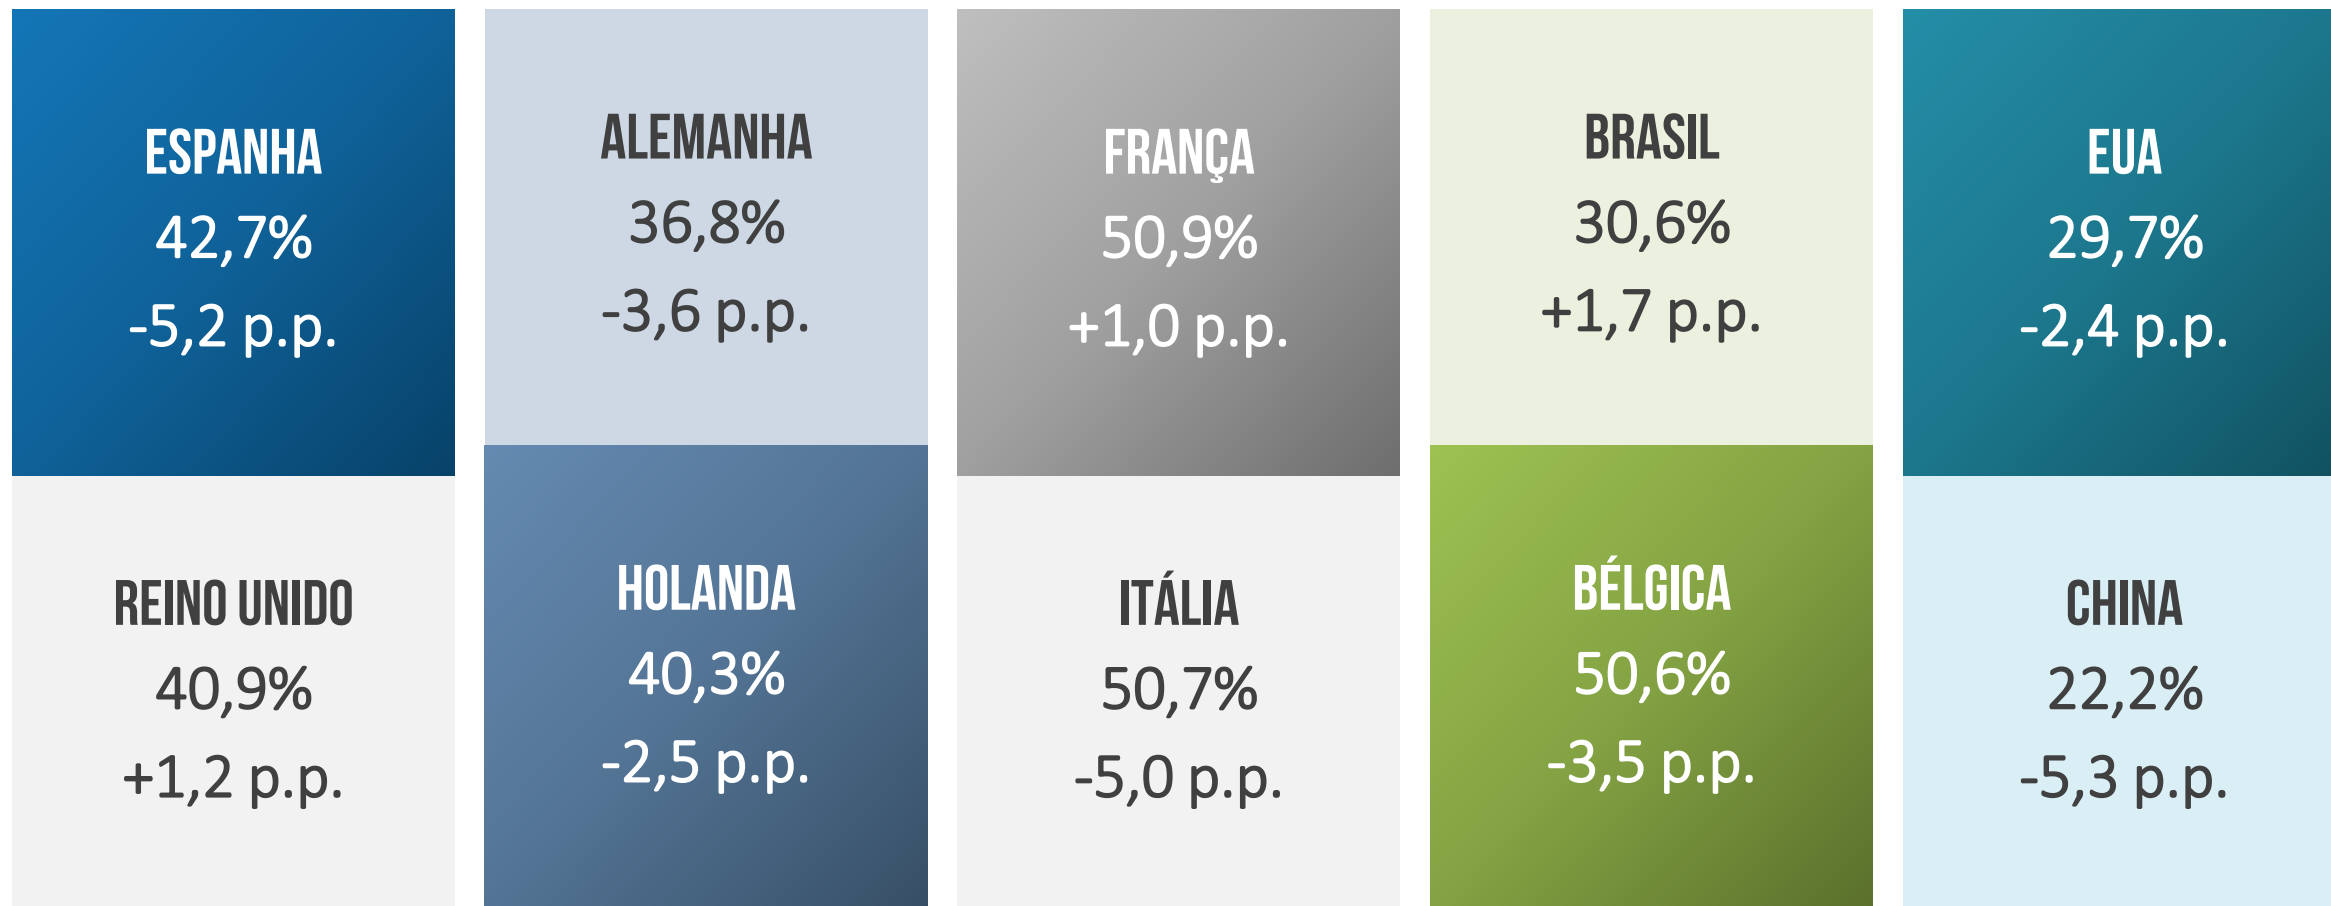 ESPANHA
42,7%
-5,2 p.p.
ALEMANHA
36,8%
-3,6 p.p.
FRANÇA
50,9%
+1,0 p.p.
BRASIL
30,6%
+1,7 p.p.
EUA
29,7%
-2,4 p.p.
REINO UNIDO
40,9%
+1,2 p.p.
HOLANDA
40,3%
-2,5 p.p.
ITÁLIA
50,7%
-5,0 p.p.
BÉLGICA
50,6%
-3,5 p.p.
CHINA
22,2%
-5,3 p.p.